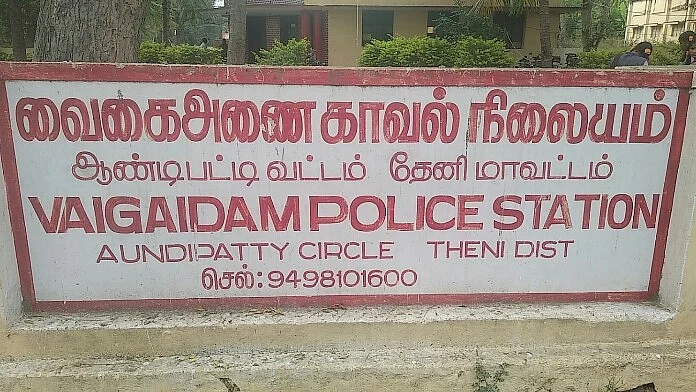 வைகைஅணை காவல் நிலையம்
ஆண்டிபட்டி வட்டம் தேனி மாவட்டம்
VAIGAIDAM POLICE STATION
AUNDIPATTY CIRCLE THENI DIST
செல்: 9498101600